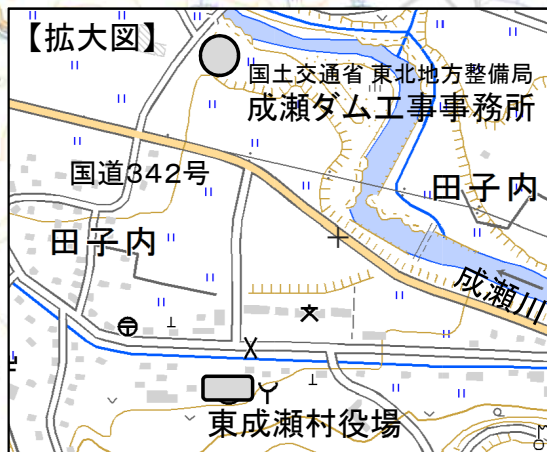 【拡大図】
国土交通省 東北地方整備局
成瀬ダム工事事務所
国道342号
田子内
田子内
成瀬川
東成瀬村役場